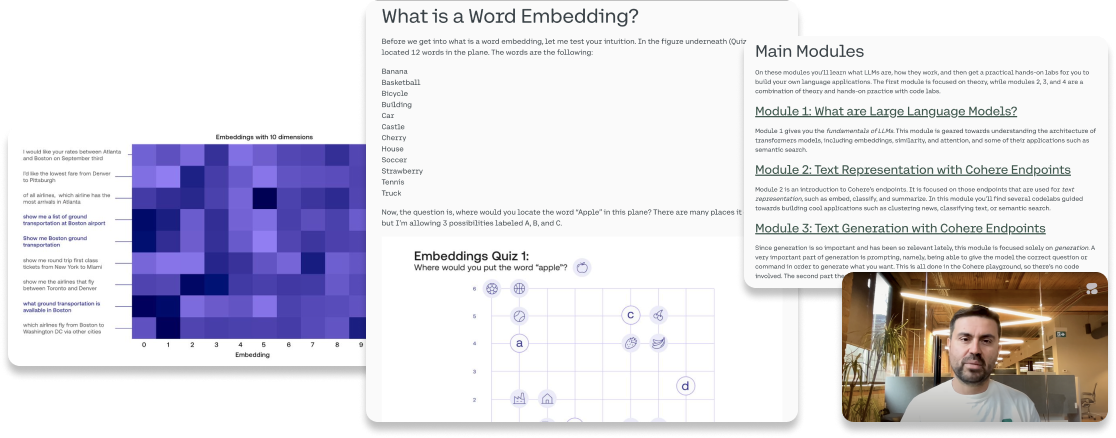 Embeddings with 10 dimensions
i would like your rates between Atlanta
and Boston on September third
i'd like the lowest fare from Denver
to Pittsburgh
of all airlines, which airline has the
most arrivals in Atlanta
show me a list of ground
transportation at Boston airport
Show me Boston ground
transportation
show me round trip first class
tickets from New York to Miami
show me the airlines that fly
between Toronto and Denver
what ground transportation is
available in Boston
which airlines fly from Boston to
Washington DC via other cities
0 1 2 3 4 5 6 7 8 9
Embedding
What is a Word Embedding?
Before we get into what is a word embedding, let me test your intuition. In the figure underneath (Quiz
located 12 words in the plane. The words are the following:
Banana
Basketball
Bicycle
Building
Car
Castle
Cherry
House
Soccer
Strawberry
Tennis
Truck
Now, the question is, where would you locate the word "Apple" in this plane? There are many places it
but I'm allowing 3 possibilities labeled A, B, and C.
Embeddings Quiz 1:
Where would you put the word "apple"?
6
5
c
4
a
3
d
2
Main Modules
On these modules you'll learn what LLMs are, how they work, and then get a practical hands-on labs for you to
build your own language applications. The first module is focused on theory, while modules 2, 3, and 4 are a
combination of theory and hands-on practice with code labs.
Module 1: What are Large Language Models?
Module 1 gives you the fundamentals of LLMs. This module is geared towards understanding the architecture of
transformers models, including embeddings, similarity, and attention, and some of their applications such as
semantic search.
Module 2: Text Representation with Cohere Endpoints
Module 2 is an introduction to Cohere's endpoints. It is focused on those endpoints that are used for text
representation, such as embed, classify, and summarize. In this module you'll find several codelabs guided
towards building cool applications such as clustering news, classifying text, or semantic search.
Module 3: Text Generation with Cohere Endpoints
Since generation is so important and has been so relevant lately, this module is focused solely on generation. A
very important part of generation is prompting, namely, being able to give the model the correct question or
command in order to generate what you want. This is all done in the Cohere playground, so there's no code
involved. The second part the